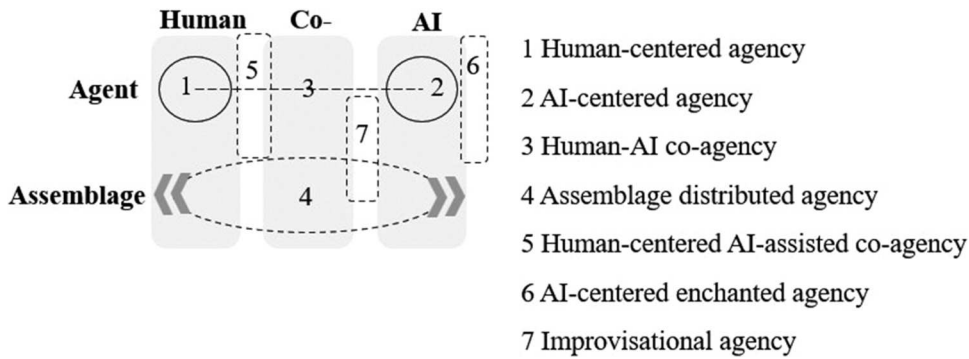 Human Co- AI
Agent 1 5 3 2 6
7
Assemblage 4
1 Human-centered agency
2 AI-centered agency
3 Human-AI co-agency
4 Assemblage distributed agency
5 Human-centered AI-assisted co-agency
6 AI-centered enchanted agency
7 Improvisational agency